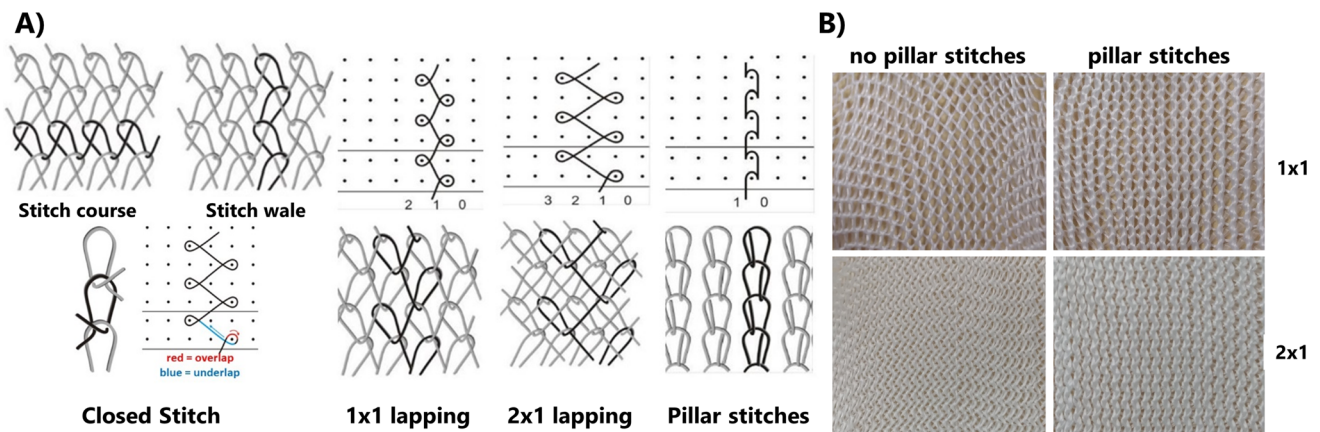 A)
B)
no pillar stitches
pillar stitches
1x1
2 1 0
3 2 1 0
1 0
Stitch course
Stitch wale
red = overlap
blue = underlap
2x1
Closed Stitch
1x1 lapping
2x1 lapping
Pillar stitches